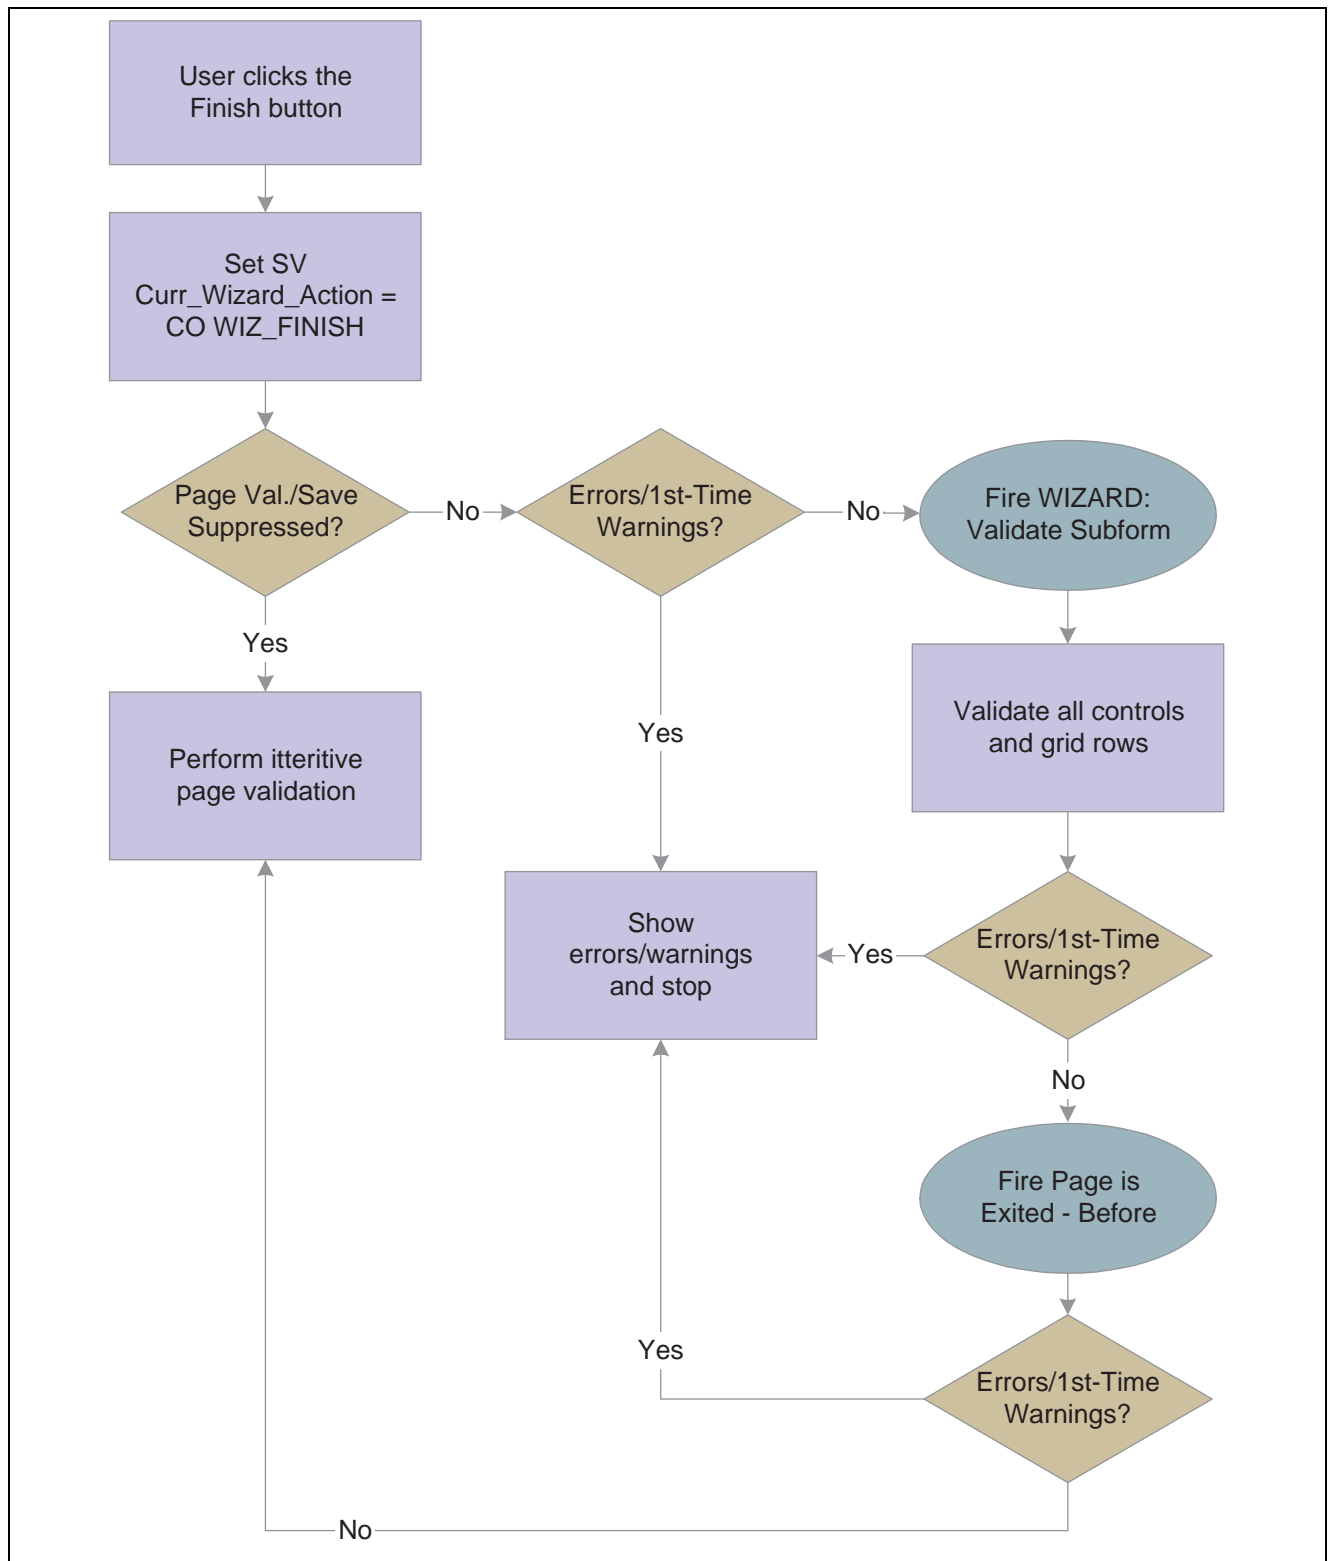 User clicks the
Finish button
Set SV
Curr_Wizard_Action =
CO WIZ_FINISH
Page Val./Save
Suppressed?
No
Errors/1st-Time
Warnings?
No
Fire WIZARD:
Validate Subform
Yes
Perform itteritive
page validation
Yes
Validate all controls
and grid rows
Show
errors/warnings
and stop
Yes
Errors/1st-Time
Warnings?
No
Fire Page is
Exited - Before
Yes
Errors/1st-Time
Warnings?
No